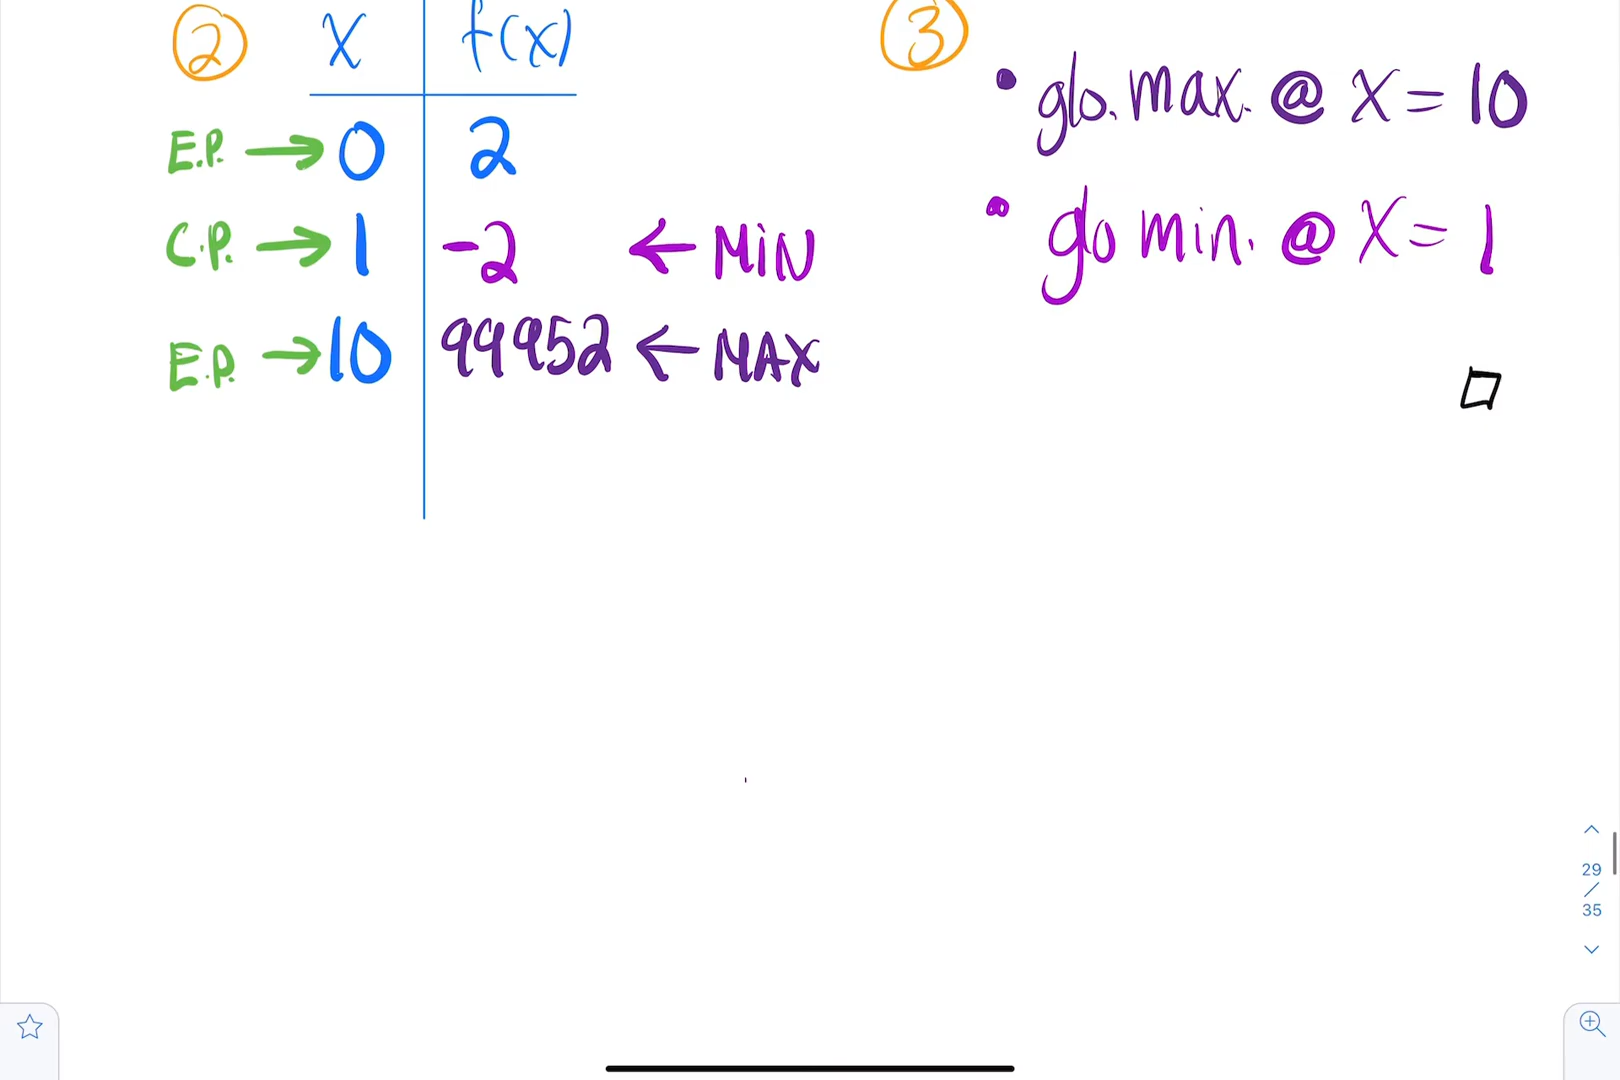 ② x f(x)
E.P. → 0 2
C.P. → 1 -2 ← MIN
E.P. → 10 99952 ← MAX
③
• glo. max. @ x = 10
• glo min. @ x = 1
29
/
35